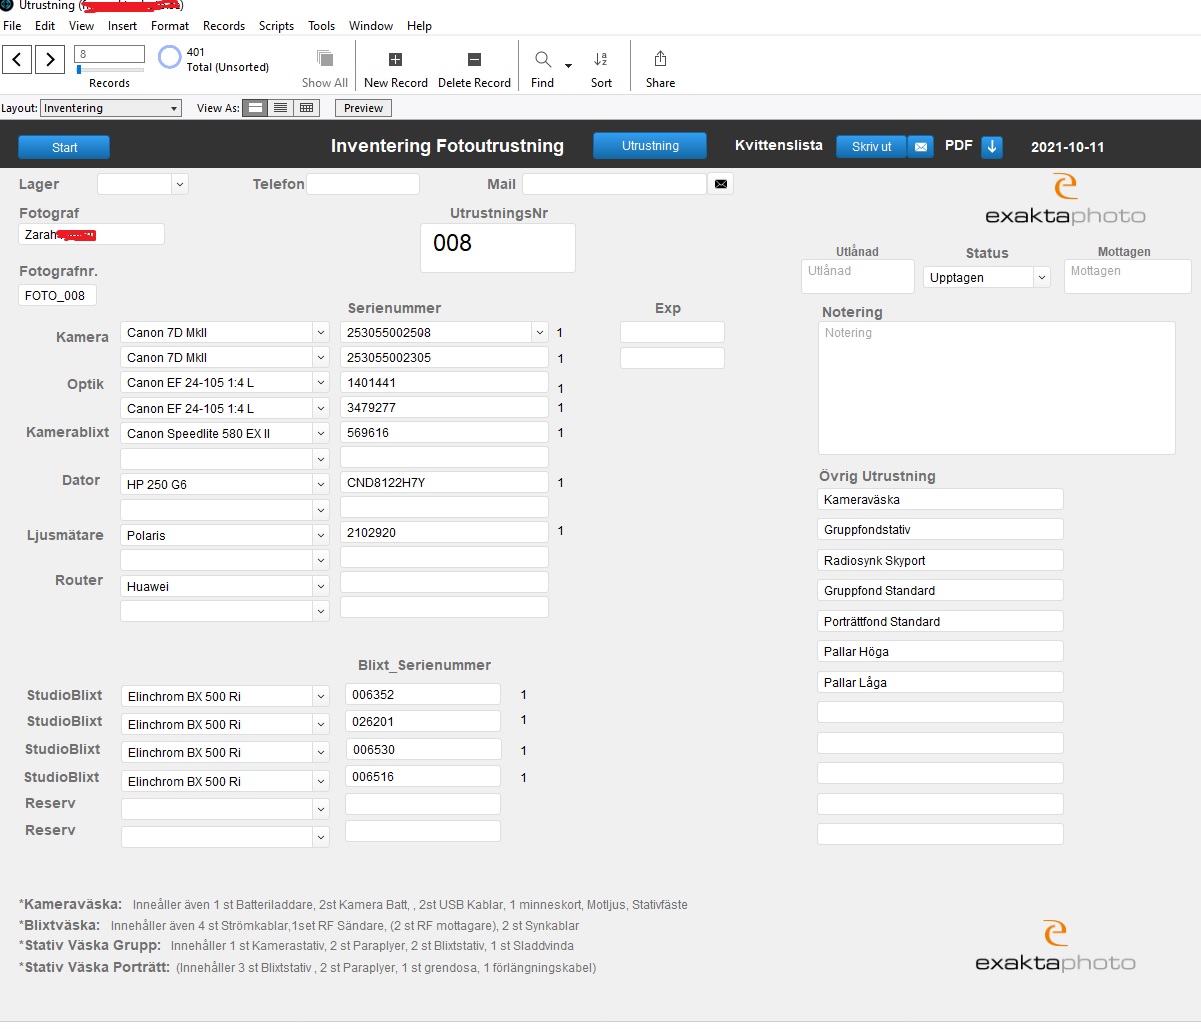 Utrustning (
File Edit View Insert Format Records Scripts Tools Window Help
8
401
Total (Unsorted)
Records Show All New Record Delete Record Find Sort Share
Layout: Inventering View As: Preview
Start Inventering Fotoutrustning Utrustning Kvittenslista Skriv ut PDF 2021-10-11
Lager Telefon Mail
exaktaphoto
Fotograf UtrustningsNr
Zarah 008
Utlånad Status Mottagen
Utlånad Upptagen Mottagen
Fotografnr.
FOTO_008
Serienummer Exp Notering
Notering
Kamera Canon 7D MkII 253055002508 1
Canon 7D MkII 253055002305 1
Optik Canon EF 24-105 1:4 L 1401441 1
Canon EF 24-105 1:4 L 3479277 1
Kamerablixt Canon Speedlite 580 EX II 569616 1
Dator HP 250 G6 CND8122H7Y 1
Ljusmätare Polaris 2102920 1
Router Huawei
Övrig Utrustning
Kameraväska
Gruppfondstativ
Radiosynk Skyport
Gruppfond Standard
Porträttfond Standard
Pallar Höga
Pallar Låga
Blixt_Serienummer
StudioBlixt Elinchrom BX 500 Ri 006352 1
StudioBlixt Elinchrom BX 500 Ri 026201 1
StudioBlixt Elinchrom BX 500 Ri 006530 1
StudioBlixt Elinchrom BX 500 Ri 006516 1
Reserv
Reserv
*Kameraväska: Inneåller även 1 st Batteriladdare, 2st Kamera Batt, , 2st USB Kablar, 1 minneskort, Motljus, Stativfäste
*Blixtväska: Innehåller även 4 st Strömkablar,1set RF Sändare, (2 st RF mottagare), 2 st Synkablar
*Stativ Väska Grupp: Innehåller 1 st Kamerastativ, 2 st Paraplyer, 2 st Blixtstativ, 1 st Sladdvinda
*Stativ Väska Porträtt: (Innehåller 3 st Blixtstativ , 2 st Paraplyer, 1 st grendosa, 1 förlängningskabel)
exaktaphoto